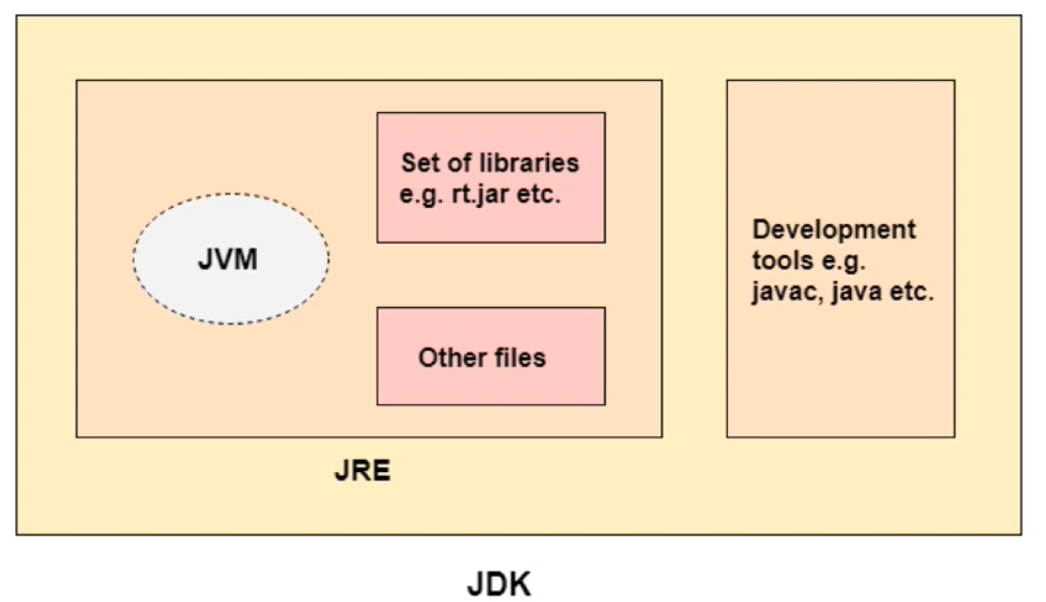 Set of libraries
e.g. rt.jar etc.
JVM
Other files
Development
tools e.g.
javac, java etc.
JRE
JDK